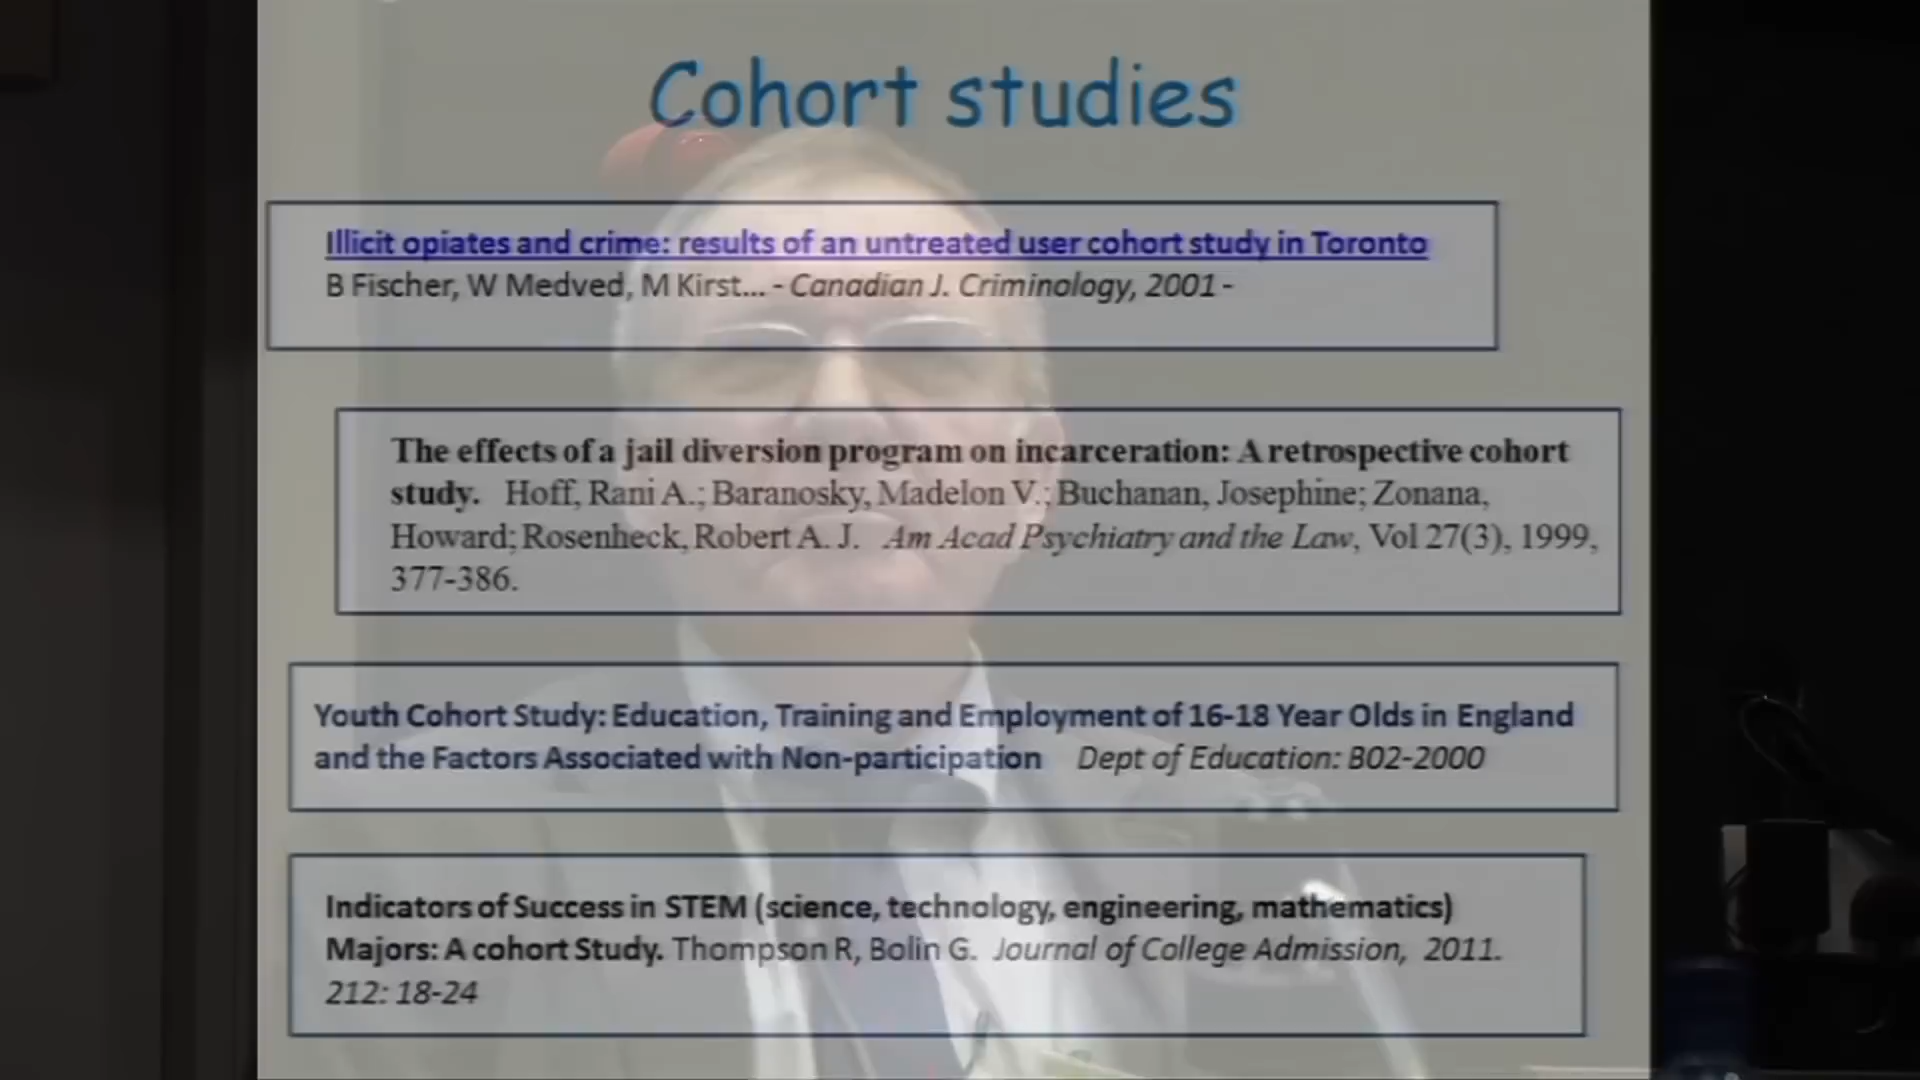 Cohort studies
Illicit opiates and crime: results of an untreated user cohort study in Toronto
B Fischer, W Medved, M Kirst... - Canadian J. Criminology, 2001 -
The effects of a jail diversion program on incarceration: A retrospective cohort
study. Hoff, Rani A.; Baranosky, Madelon V.; Buchanan, Josephine; Zonana,
Howard; Rosenheck, Robert A. J. Am Acad Psychiatry and the Law, Vol 27(3), 1999,
377-386.
Youth Cohort Study: Education, Training and Employment of 16-18 Year Olds in England
and the Factors Associated with Non-participation Dept of Education: B02-2000
Indicators of Success in STEM (science, technology, engineering, mathematics)
Majors: A cohort Study. Thompson R, Bolin G. Journal of College Admission, 2011.
212: 18-24